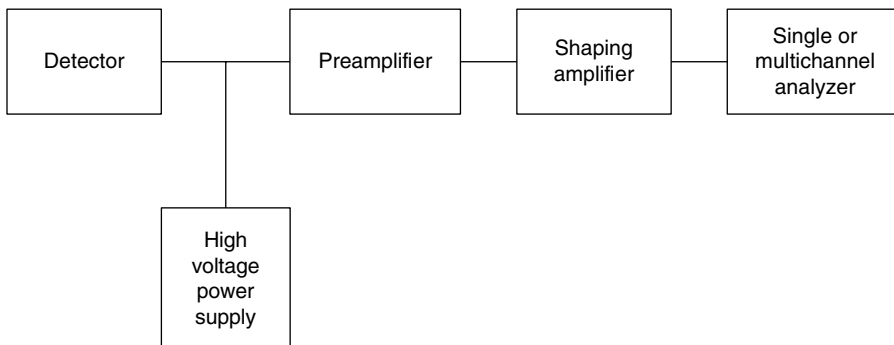 Detector
Preamplifier
Shaping
amplifier
Single or
multichannel
analyzer
High
voltage
power
supply